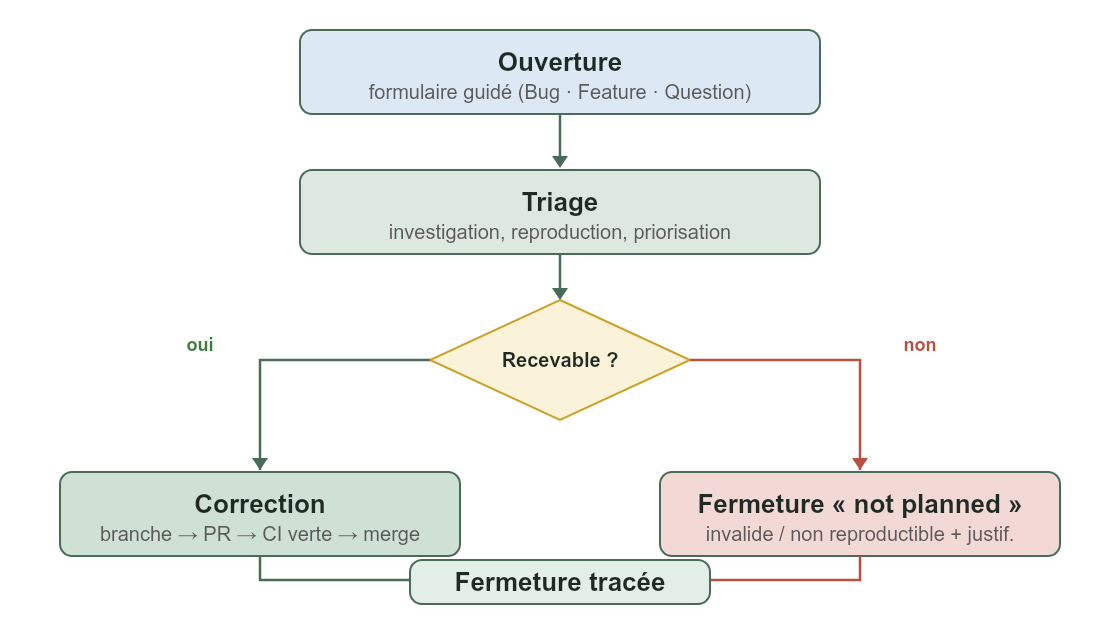 Ouverture
formulaire guidé (Bug · Feature · Question)
Triage
investigation, reproduction, priorisation
Recevable ?
oui
non
Correction
branche → PR → CI verte → merge
Fermeture « not planned »
invalide / non reproductible + justif.
Fermeture tracée